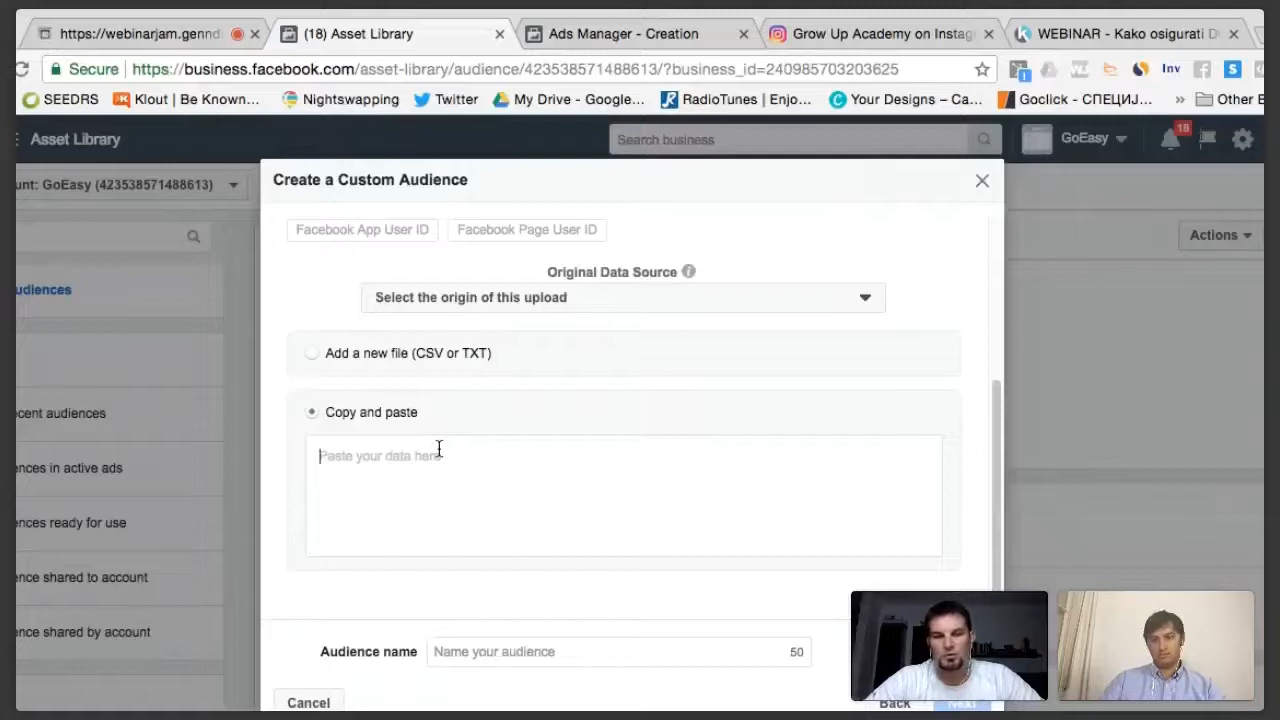 https://webinarjam.gennd
(18) Asset Library
Ads Manager - Creation
Grow Up Academy on Instag
WEBINAR - Kako osigurati D
Secure
https://business.facebook.com/asset-library/audience/423538571488613/?business_id=240985703203625
Inv
SEEDRS
Klout | Be Known...
Nightswapping
Twitter
My Drive - Google...
RadioTunes | Enjo...
Your Designs – Ca...
Goclick - СПЕЦИЈ...
» Other E
Asset Library
Search business
GoEasy
18
unt: GoEasy (423538571488613)
Create a Custom Audience
Facebook App User ID
Facebook Page User ID
Actions
Original Data Source
Select the origin of this upload
udiences
Add a new file (CSV or TXT)
Copy and paste
cent audiences
Paste your data here
ences in active ads
ences ready for use
ence shared to account
ence shared by account
Audience name
Name your audience
50
Cancel
Back
Next